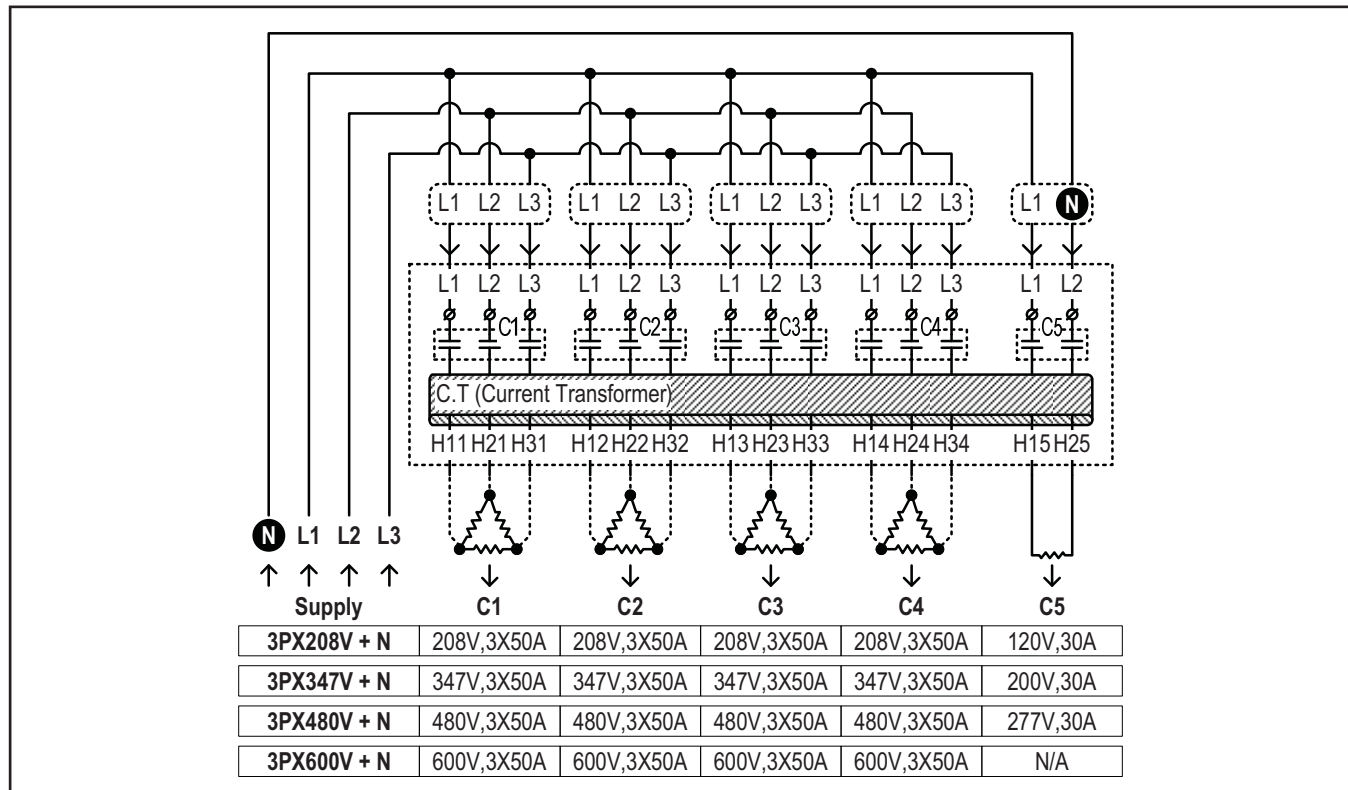 L1 L2 L3 L1 L2 L3 L1 L2 L3 L1 L2 L3 L1 N
L1 L2 L3 L1 L2 L3 L1 L2 L3 L1 L2 L3 L1 L2
C1 C2 C3 C4 C5
C.T (Current Transformer)
H11 H21 H31 H12 H22 H32 H13 H23 H33 H14 H24 H34 H15 H25
N L1 L2 L3
Supply C1 C2 C3 C4 C5
3PX208V + N 208V,3X50A 208V,3X50A 208V,3X50A 208V,3X50A 120V,30A
3PX347V + N 347V,3X50A 347V,3X50A 347V,3X50A 347V,3X50A 200V,30A
3PX480V + N 480V,3X50A 480V,3X50A 480V,3X50A 480V,3X50A 277V,30A
3PX600V + N 600V,3X50A 600V,3X50A 600V,3X50A 600V,3X50A N/A